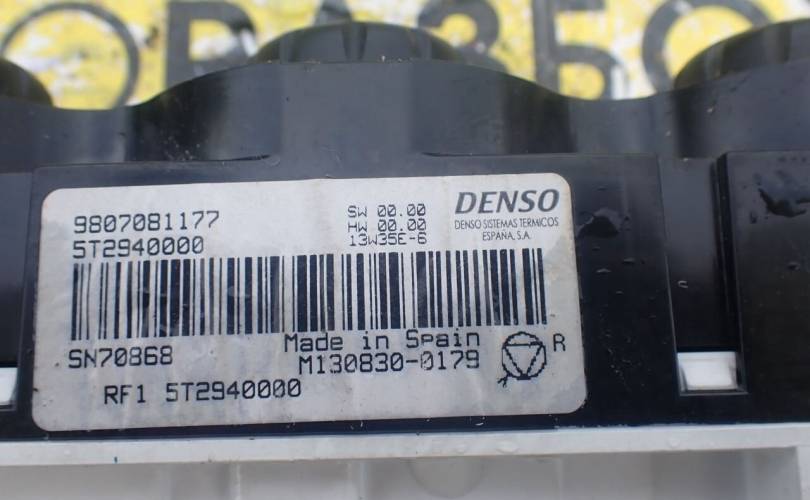 РАЗБО
9807081177
5T2940000
SW 00.00
HW 00.00
13W35E-6
DENSO
DENSO SISTEMAS TERMICOS
ESPAÑA, S.A.
SN70868
Made in Spain
M130830-0179
R
RF1 5T2940000